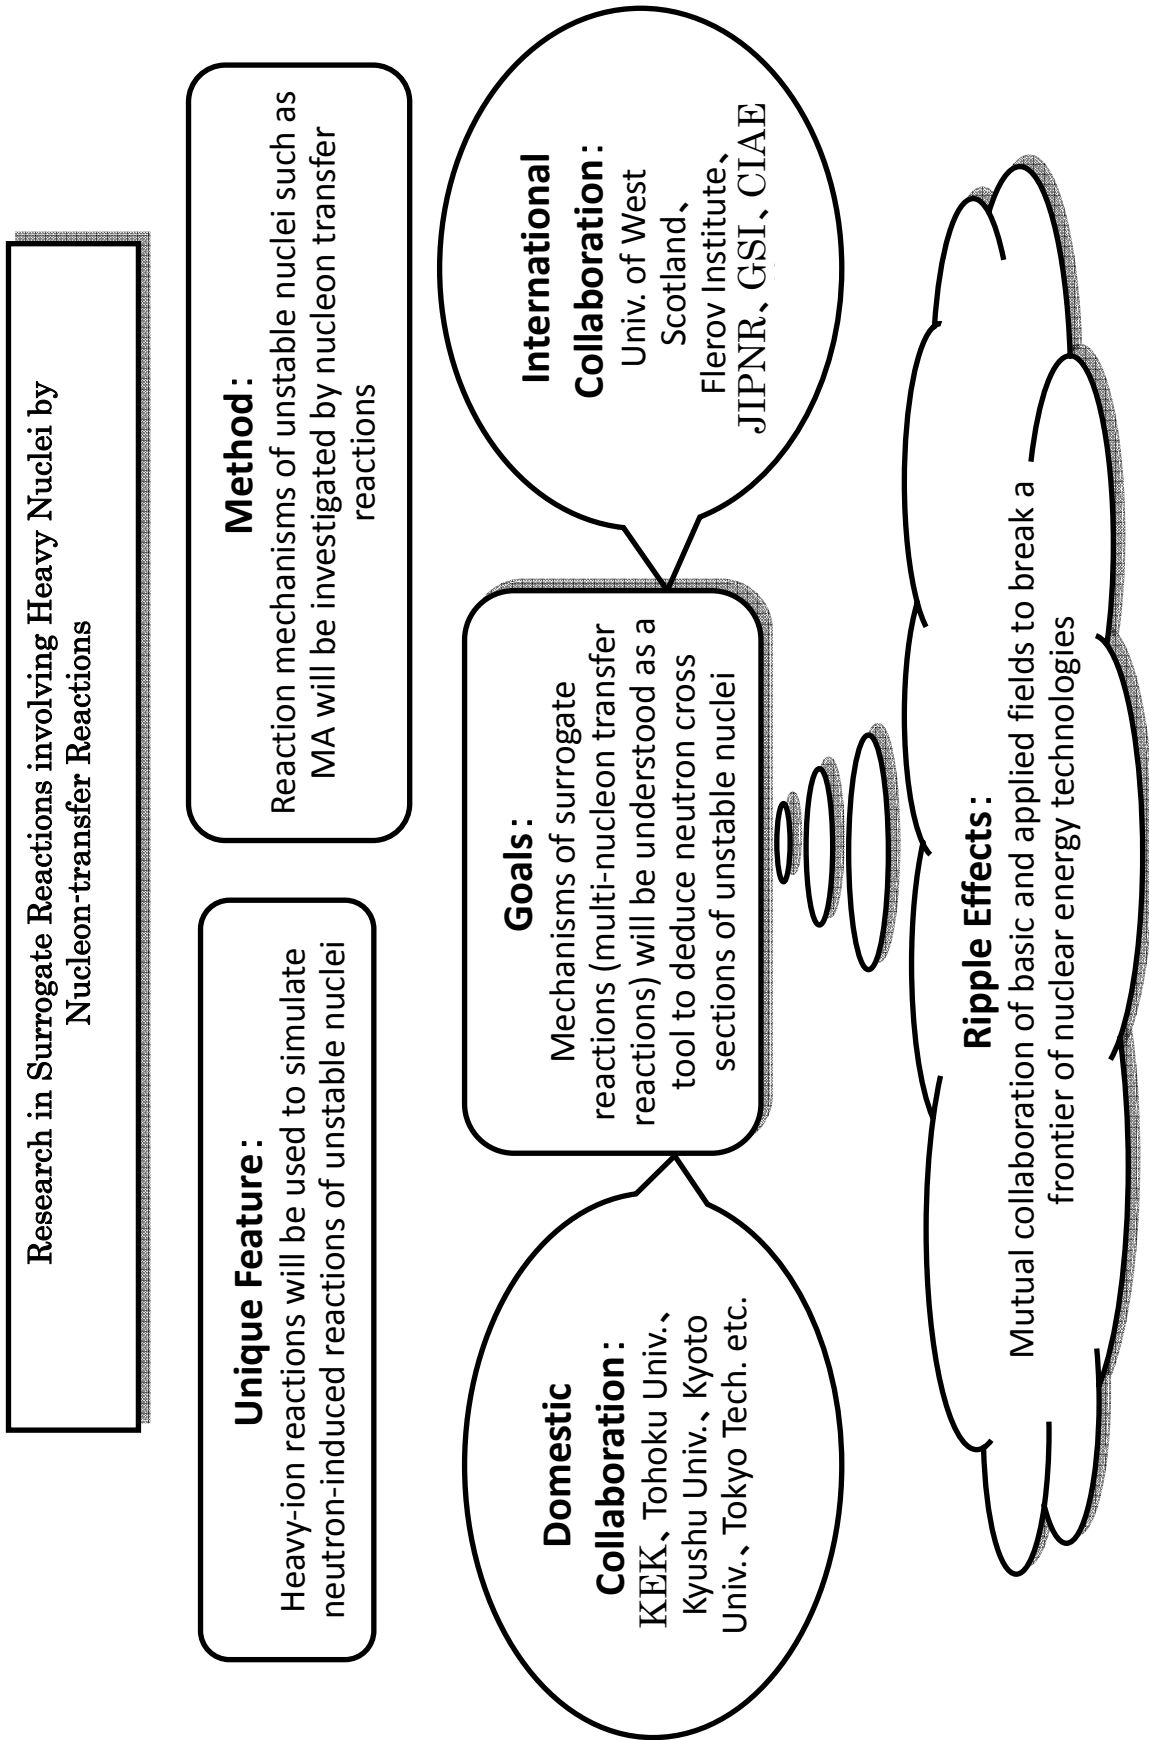 Research in Surrogate Reactions involving Heavy Nuclei by
Nucleon-transfer Reactions
Unique Feature：
Heavy-ion reactions will be used to simulate
neutron-induced reactions of unstable nuclei
Method：
Reaction mechanisms of unstable nuclei such as
MA will be investigated by nucleon transfer
reactions
Domestic
Collaboration：
KEK、Tohoku Univ.、
Kyushu Univ.、Kyoto
Univ.、Tokyo Tech. etc.
Goals：
Mechanisms of surrogate
reactions (multi-nucleon transfer
reactions) will be understood as a
tool to deduce neutron cross
sections of unstable nuclei
International
Collaboration：
Univ. of West
Scotland、
Flerov Institute、
JIPNR、GSI、CIAE
Ripple Effects：
Mutual collaboration of basic and applied fields to break a
frontier of nuclear energy technologies